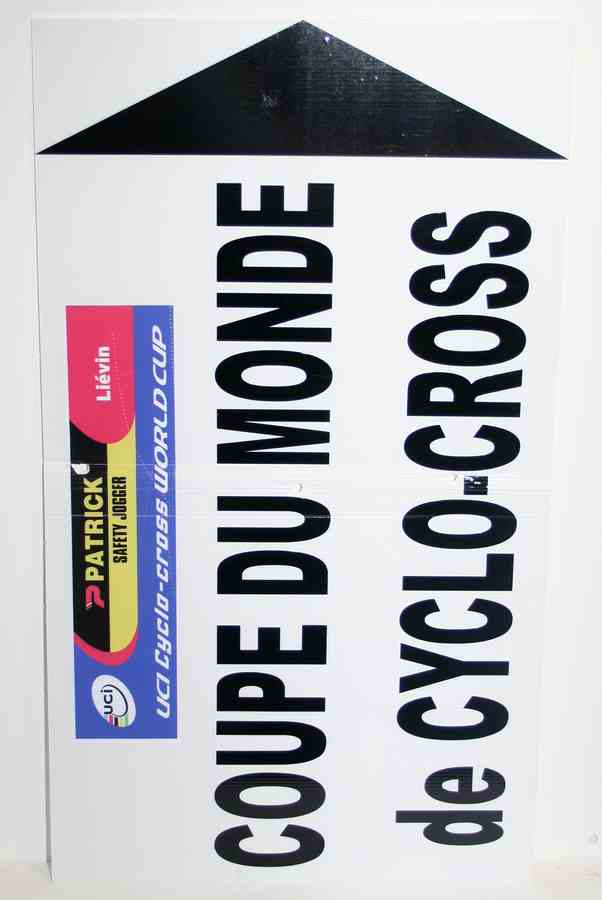 Liévin
PATRICK
SAFETY JOGGER
uci
UCI Cyclo-cross WORLD CUP
COUPE DU MONDE
de CYCLO-CROSS